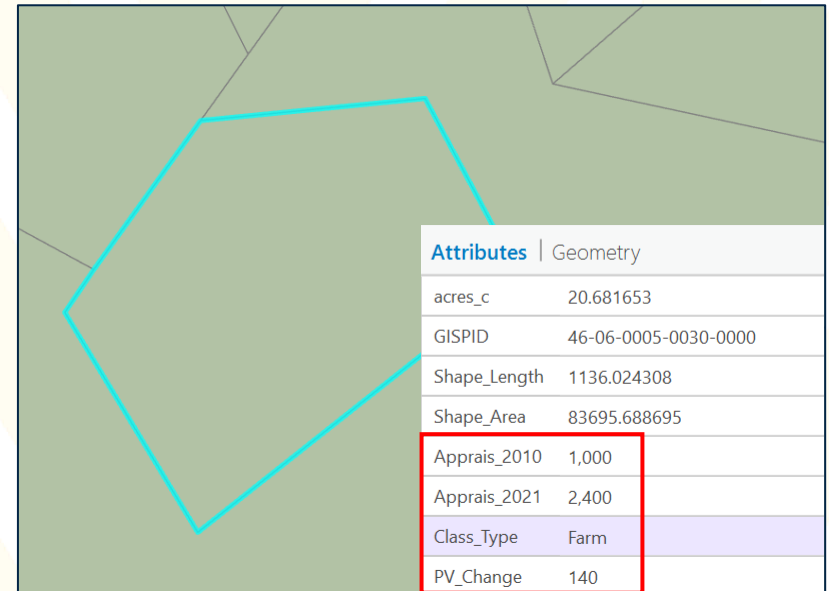 Attributes | Geometry
acres_c 20.681653
GISPID 46-06-0005-0030-0000
Shape_Length 1136.024308
Shape_Area 83695.688695
Apprais_2010 1,000
Apprais_2021 2,400
Class_Type Farm
PV_Change 140